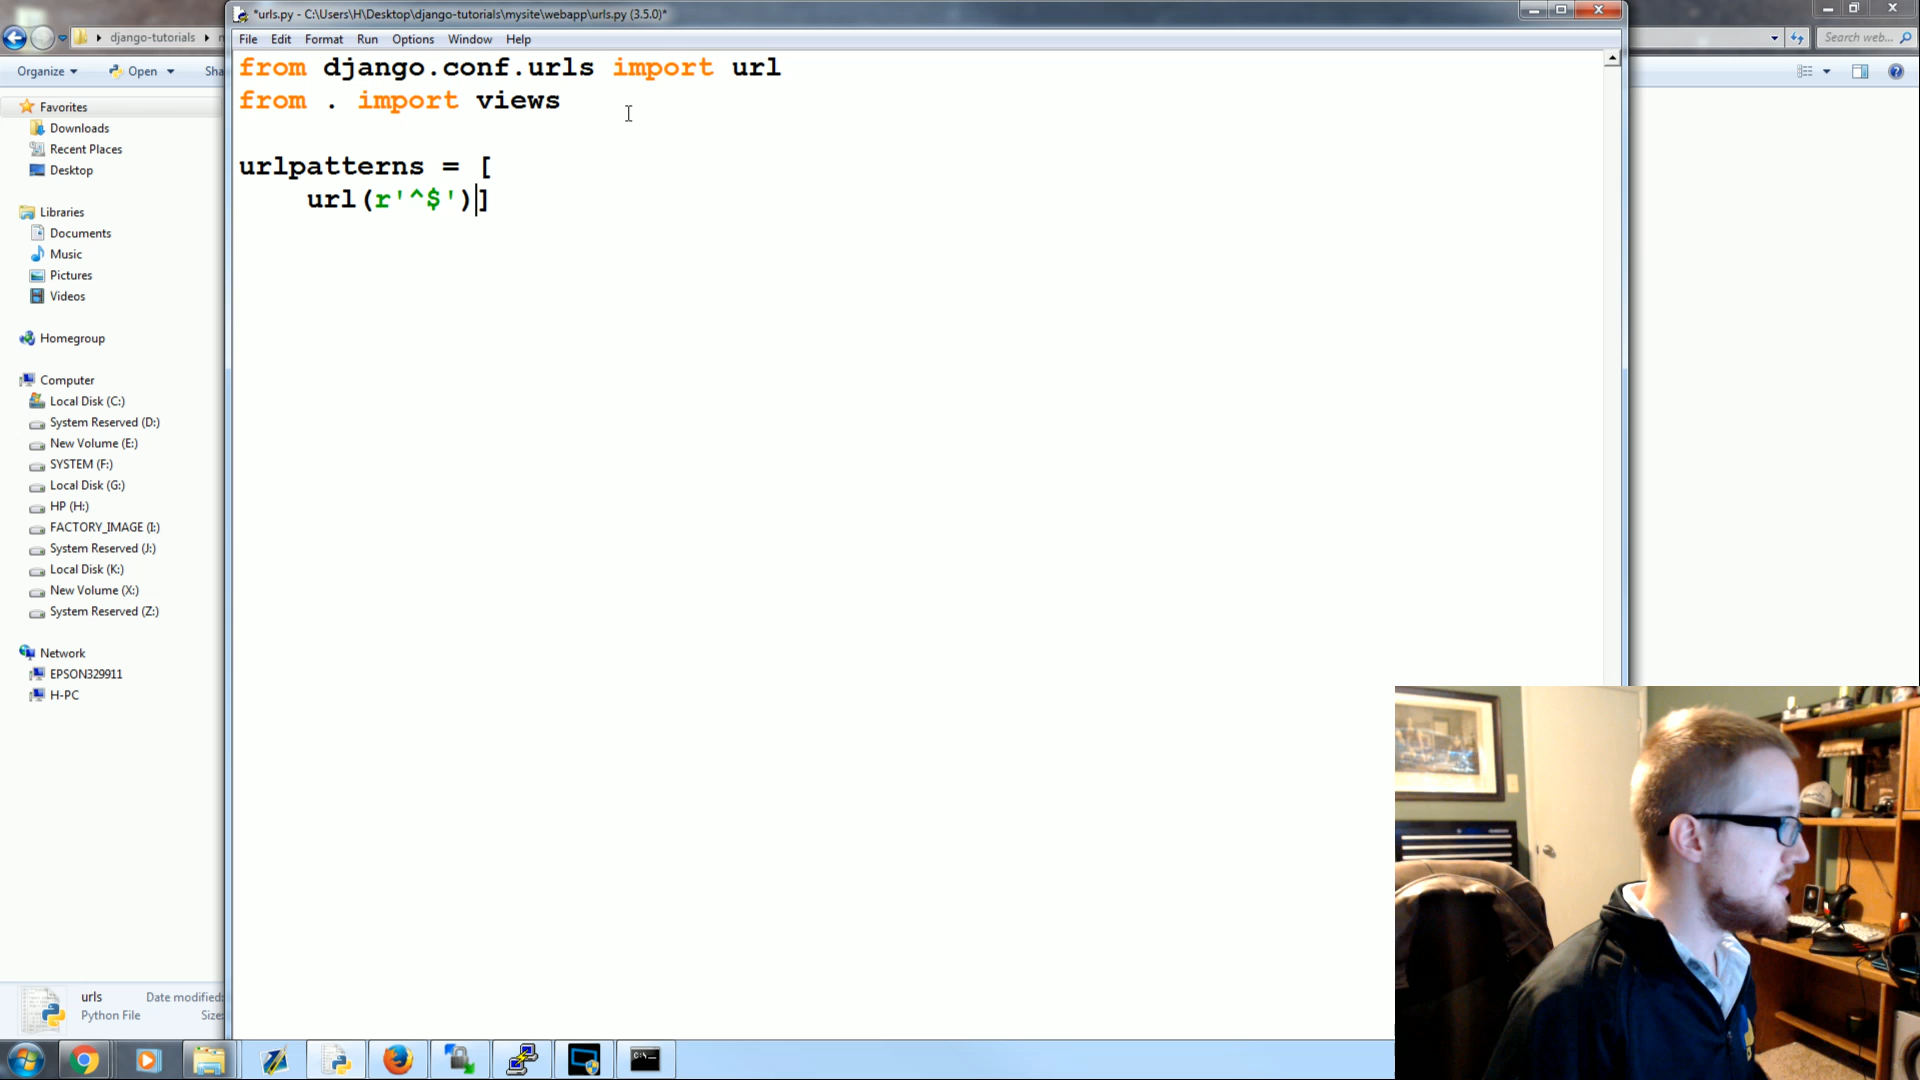 *urls.py - C:\Users\H\Desktop\django-tutorials\mysite\webapp\urls.py (3.5.0)*
django-tutorials
Search web...
File Edit Format Run Options Window Help
Organize Open
from django.conf.urls import url
from . import views
urlpatterns = [
url(r'^$')]
Favorites
Downloads
Recent Places
Desktop
Libraries
Documents
Music
Pictures
Videos
Homegroup
Computer
Local Disk (C:)
System Reserved (D:)
New Volume (E:)
SYSTEM (F:)
Local Disk (G:)
HP (H:)
FACTORY_IMAGE (I:)
System Reserved (J:)
Local Disk (K:)
New Volume (X:)
System Reserved (Z:)
Network
EPSON329911
H-PC
urls Date modified:
Python File
C:\.